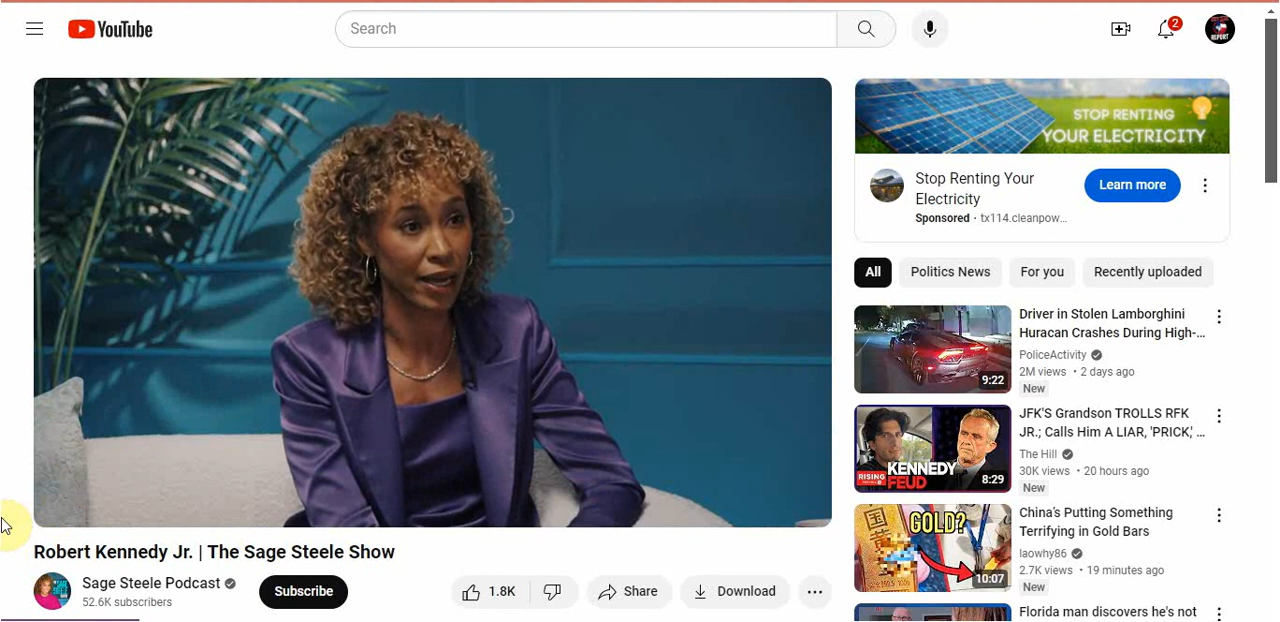 YouTube
Search
2
REPORT
STOP RENTING
YOUR ELECTRICITY
Stop Renting Your
Electricity
Learn more
Sponsored · tx114.cleanpow...
All
Politics News
For you
Recently uploaded
9:22
Driver in Stolen Lamborghini
Huracan Crashes During High-...
PoliceActivity
2M views • 2 days ago
New
KENNEDY
RISING
FEUD
8:29
JFK'S Grandson TROLLS RFK
JR.; Calls Him A LIAR, 'PRICK,' ...
The Hill
30K views • 20 hours ago
New
GOLD?
国
10:07
China's Putting Something
Terrifying in Gold Bars
laowhy86
2.7K views • 19 minutes ago
New
Florida man discovers he's not
Robert Kennedy Jr. | The Sage Steele Show
Sage Steele Podcast
52.6K subscribers
Subscribe
1.8K
Share
Download